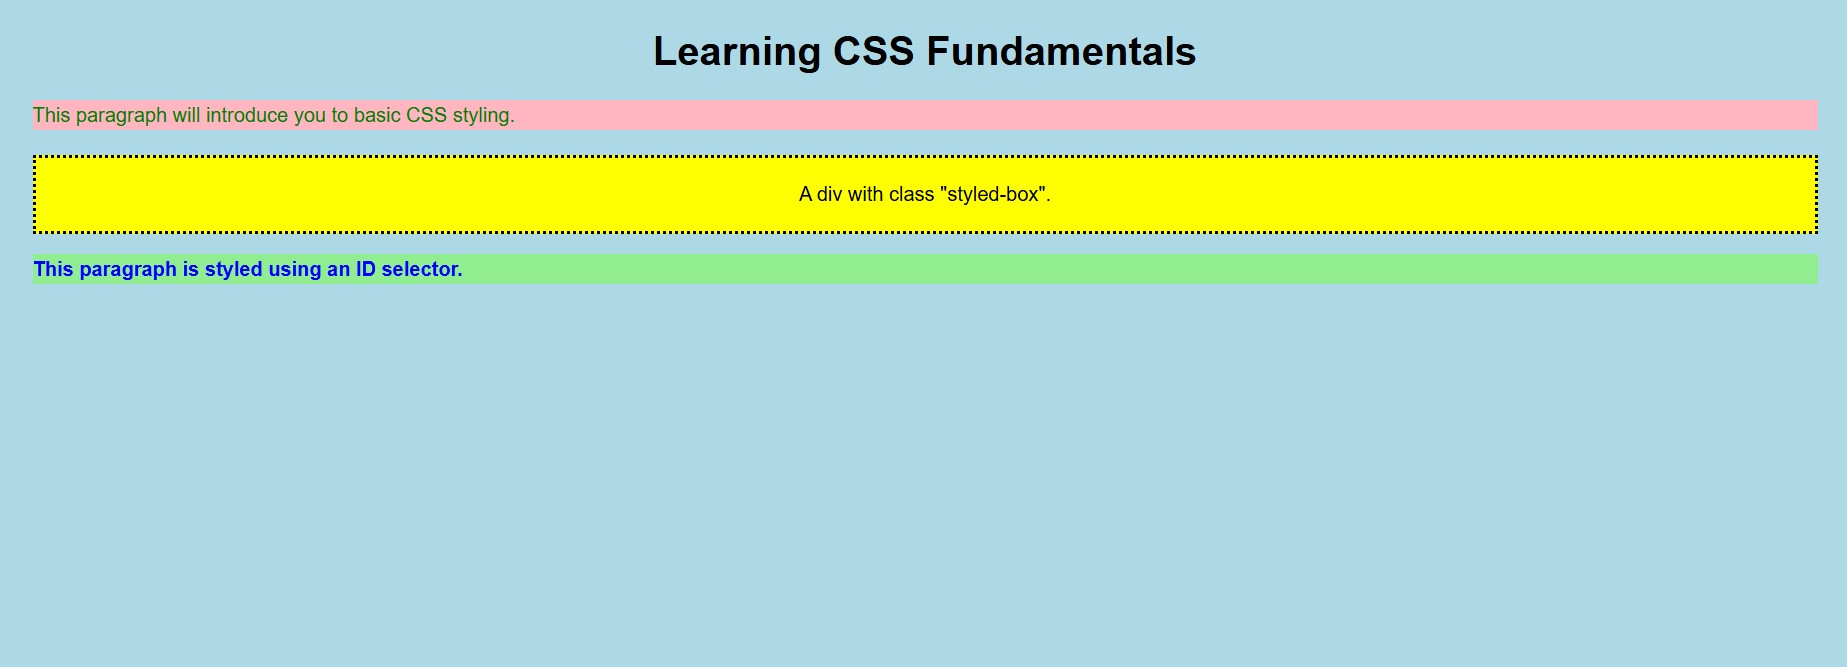 Learning CSS Fundamentals
This paragraph will introduce you to basic CSS styling.
A div with class "styled-box".
This paragraph is styled using an ID selector.